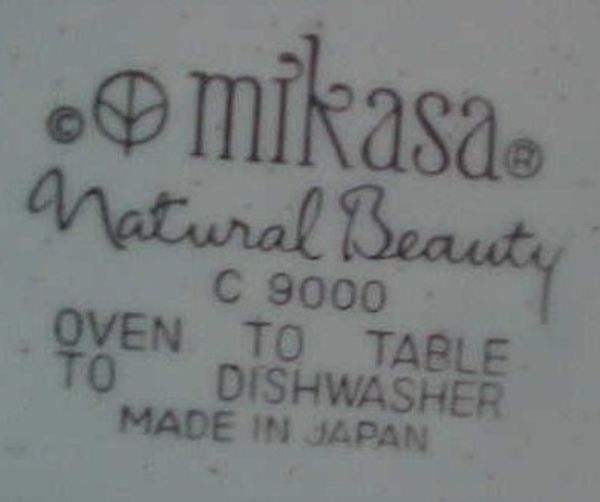 © mikasa®
Natural Beauty
C 9000
OVEN TO TABLE
TO DISHWASHER
MADE IN JAPAN